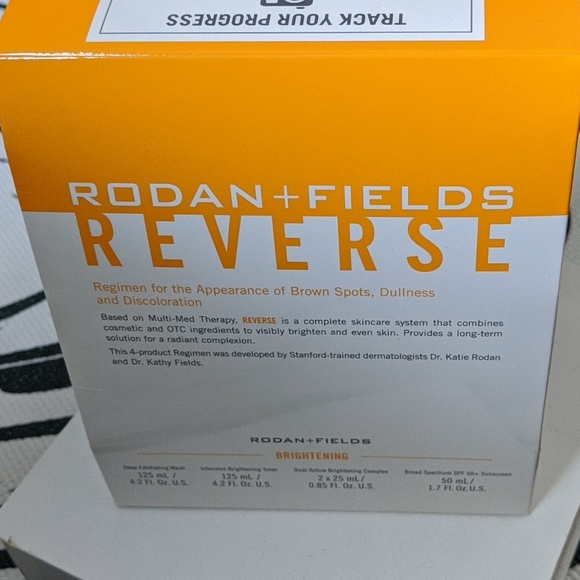 TRACK YOUR PROGRESS
RODAN+FIELDS
REVERSE
Regimen for the Appearance of Brown Spots, Dullness
and Discoloration
Based on Multi-Med Therapy, REVERSE is a complete skincare system that combines
cosmetic and OTC ingredients to visibly brighten and even skin. Provides a long-term
solution for a radiant complexion.
This 4-product Regimen was developed by Stanford-trained dermatologists Dr. Katie Rodan
and Dr. Kathy Fields.
RODAN+FIELDS
BRIGHTENING
Deep Exfoliating Wash
125 mL /
4.2 Fl. Oz. U.S.
Intensive Brightening Toner
125 mL /
4.2 Fl. Oz. U.S.
Dual Active Brightening Complex
2 x 25 mL /
0.85 Fl. Oz. U.S.
Broad Spectrum SPF 50+ Sunscreen
50 mL /
1.7 Fl. Oz. U.S.